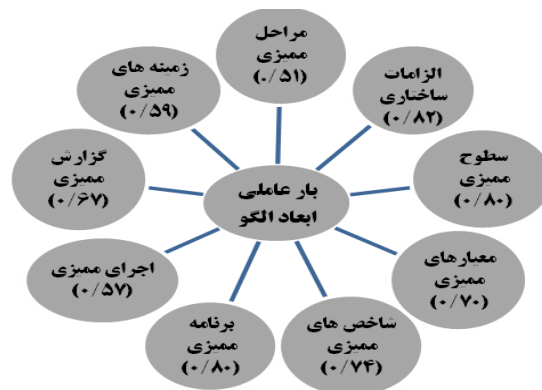 مراحل
ممیزی
(۰/۵۱)
الزامات
ساختاری
(۰/۸۲)
سطوح
ممیزی
(۰/۸۰)
معیارهای
ممیزی
(۰/۷۰)
شاخص های
ممیزی
(۰/۷۴)
برنامه
ممیزی
(۰/۸۰)
اجرای ممیزی
(۰/۵۷)
گزارش
ممیزی
(۰/۶۷)
زمینه های
ممیزی
(۰/۵۹)
بار عاملی
ابعاد الگو